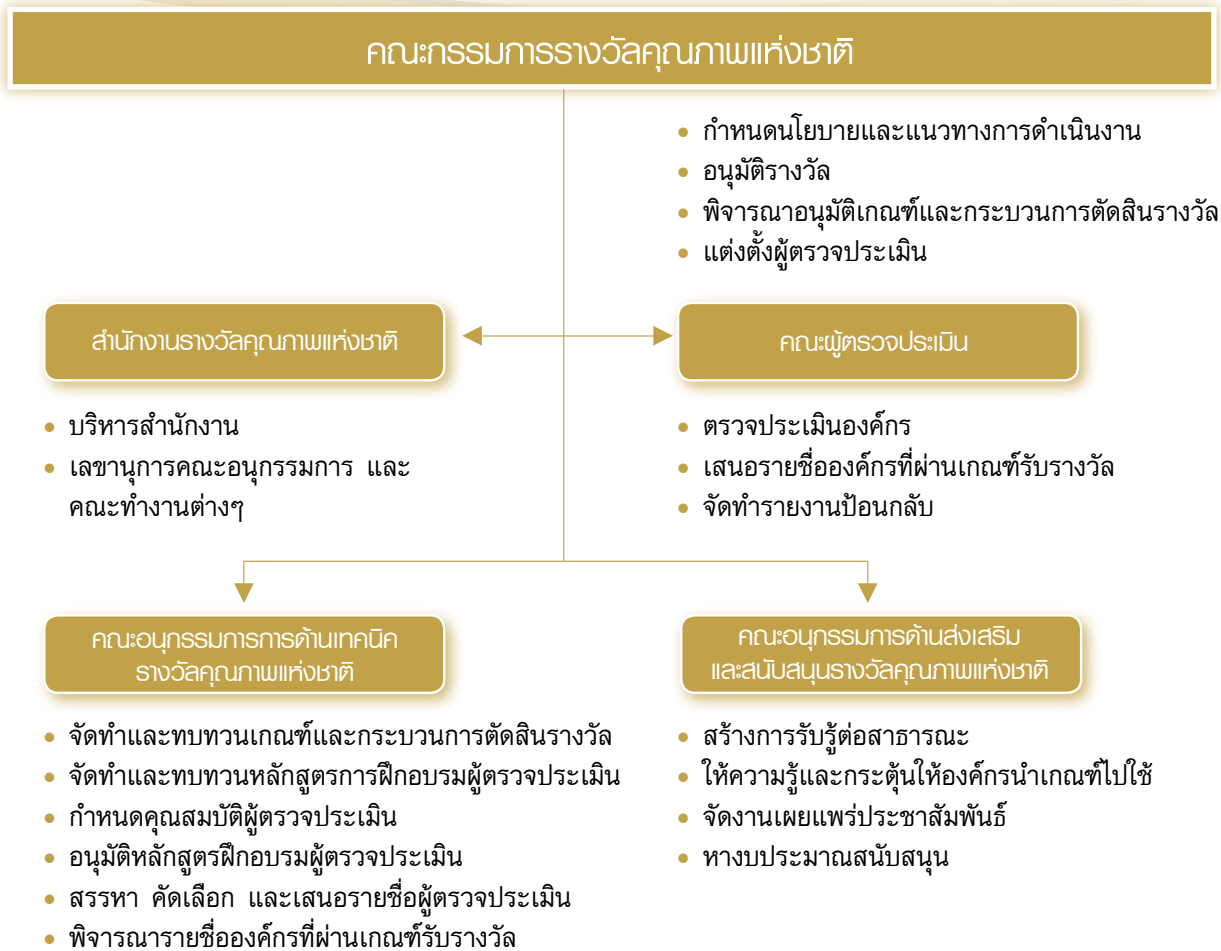 คณะกรรมการรางวัลคุณภาพแห่งชาติ
• กำหนดนโยบายและแนวทางการดำเนินงาน
• อนุมัติรางวัล
• พิจารณาอนุมัติเกณฑ์และกระบวนการตัดสินรางวัล
• แต่งตั้งผู้ตรวจประเมิน
สำนักงานรางวัลคุณภาพแห่งชาติ
• บริหารสำนักงาน
• เลขานุการคณะอนุกรรมการ และ
คณะทำงานต่างๆ
คณะผู้ตรวจประเมิน
• ตรวจประเมินองค์กร
• เสนอรายชื่อองค์กรที่ผ่านเกณฑ์รับรางวัล
• จัดทำรายงานป้อนกลับ
คณะอนุกรรมการการด้านเทคนิค
รางวัลคุณภาพแห่งชาติ
• จัดทำและทบทวนเกณฑ์และกระบวนการตัดสินรางวัล
• จัดทำและทบทวนหลักสูตรการฝึกอบรมผู้ตรวจประเมิน
• กำหนดคุณสมบัติผู้ตรวจประเมิน
• อนุมัติหลักสูตรฝึกอบรมผู้ตรวจประเมิน
• สรรหา คัดเลือก และเสนอรายชื่อผู้ตรวจประเมิน
• พิจารณารายชื่อองค์กรที่ผ่านเกณฑ์รับรางวัล
คณะอนุกรรมการด้านส่งเสริม
และสนับสนุนรางวัลคุณภาพแห่งชาติ
• สร้างการรับรู้ต่อสาธารณะ
• ให้ความรู้และกระตุ้นให้องค์กรนำเกณฑ์ไปใช้
• จัดงานเผยแพร่ประชาสัมพันธ์
• หางบประมาณสนับสนุน